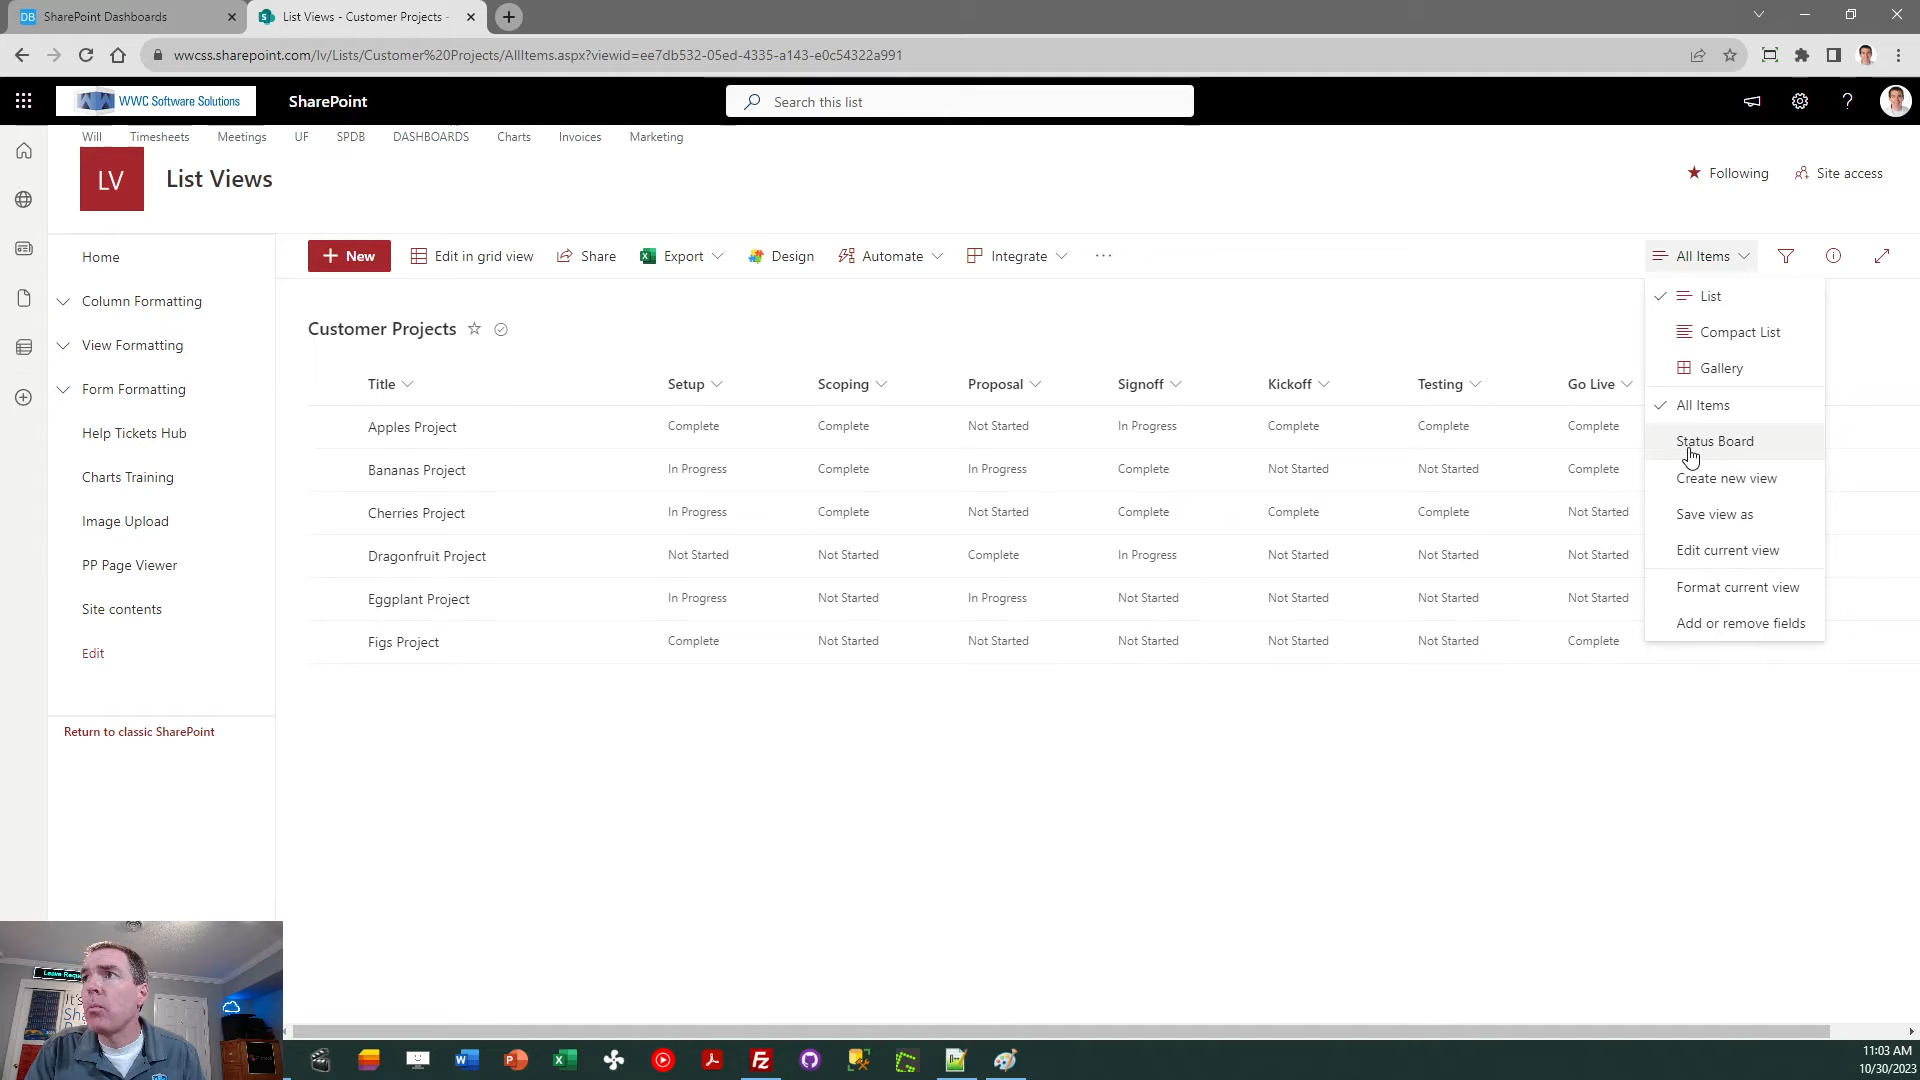 DB SharePoint Dashboards
List Views - Customer Projects -
wwcss.sharepoint.com/lv/Lists/Customer%20Projects/AllItems.aspx?viewid=ee7db532-05ed-4335-a143-e0c54322a991
WWC Software Solutions SharePoint Search this list
Will Timesheets Meetings UF SPDB DASHBOARDS Charts Invoices Marketing
LV List Views Following Site access
Home
Column Formatting
View Formatting
Form Formatting
Help Tickets Hub
Charts Training
Image Upload
PP Page Viewer
Site contents
Edit
Return to classic SharePoint
+ New Edit in grid view Share Export Design Automate Integrate ··· All Items
Customer Projects
Title Setup Scoping Proposal Signoff Kickoff Testing Go Live
Apples Project Complete Complete Not Started In Progress Complete Complete Complete
Bananas Project In Progress Complete In Progress Complete Not Started Not Started Complete
Cherries Project In Progress Complete Not Started Complete Complete Complete Not Started
Dragonfruit Project Not Started Not Started Complete In Progress Not Started Not Started Not Started
Eggplant Project In Progress Not Started In Progress Not Started Not Started Not Started Not Started
Figs Project Complete Not Started Not Started Not Started Not Started Not Started Complete
List
Compact List
Gallery
All Items
Status Board
Create new view
Save view as
Edit current view
Format current view
Add or remove fields
It's
11:03 AM
10/30/2023